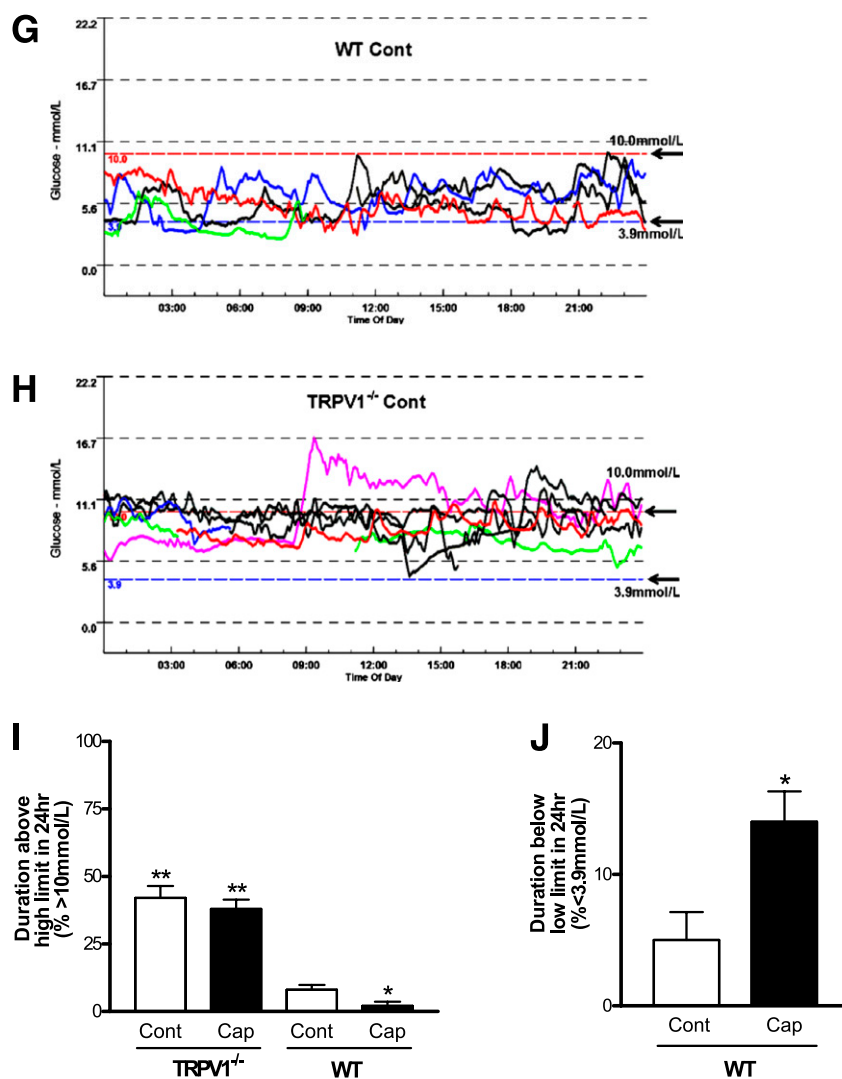 G
WT Cont
22.2
16.7
11.1
5.6
0.0
Glucose - mmol/L
10.0
3.9
10.0mmol/L
3.9mmol/L
03:00 06:00 09:00 12:00 15:00 18:00 21:00
Time Of Day
H
TRPV1-/- Cont
22.2
16.7
11.1
5.6
0.0
Glucose - mmol/L
3.9
10.0mmol/L
3.9mmol/L
03:00 06:00 09:00 12:00 15:00 18:00 21:00
Time Of Day
I
Duration above
high limit in 24hr
(% >10mmol/L)
100
75
50
25
0
** ** *
Cont Cap Cont Cap
TRPV1-/- WT
J
Duration below
low limit in 24hr
(%<3.9mmol/L)
20
10
0
*
Cont Cap
WT